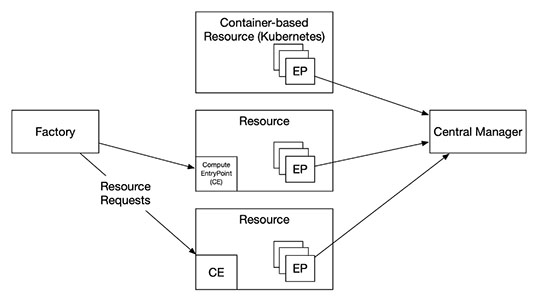 Container-based
Resource (Kubernetes)
EP
Factory
Resource
Central Manager
Compute
EntryPoint
(CE)
EP
Resource
Requests
Resource
CE
EP